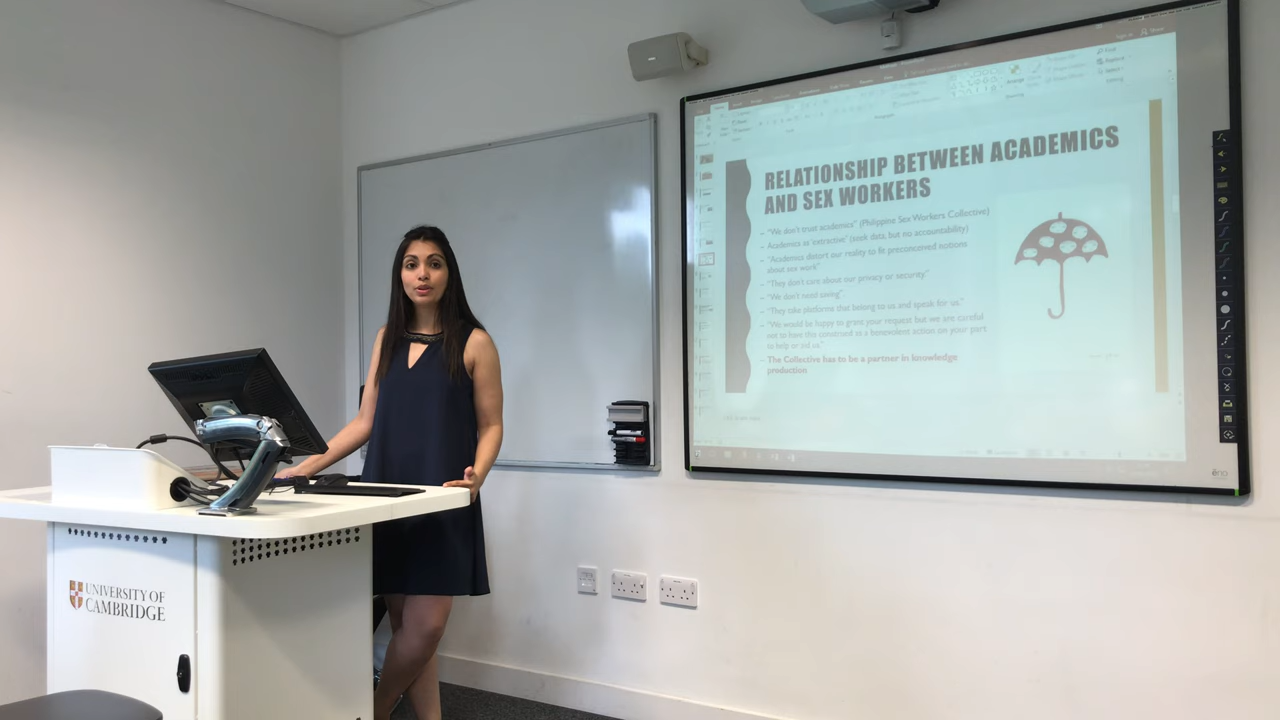 RELATIONSHIP BETWEEN ACADEMICS
AND SEX WORKERS
– "We don't trust academics" (Philippine Sex Workers Collective)
– Academics as 'extractive' (seek data, but no accountability)
– "Academics distort our reality to fit preconceived notions
about sex work"
– "They don't care about our privacy or security"
– "We don't need saving"
– "They take platforms that belong to us and speak for us."
– "We would be happy to grant your request but we are careful
not to have this construed as a benevolent action on your part
to help or aid us."
– The Collective has to be a partner in knowledge
production
UNIVERSITY OF
CAMBRIDGE